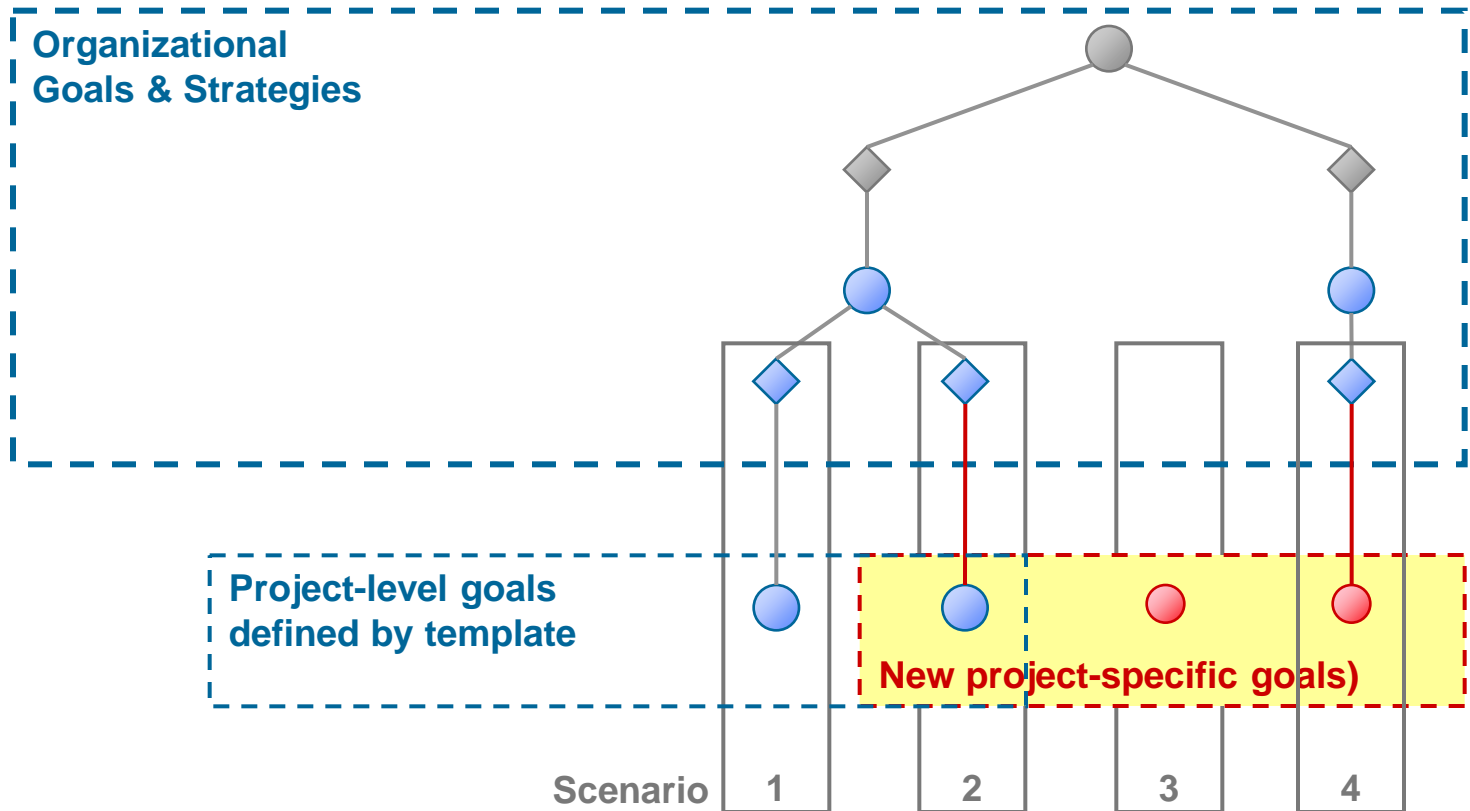 Organizational
Goals & Strategies
Project-level goals
defined by template
New project-specific goals)
Scenario 1 2 3 4